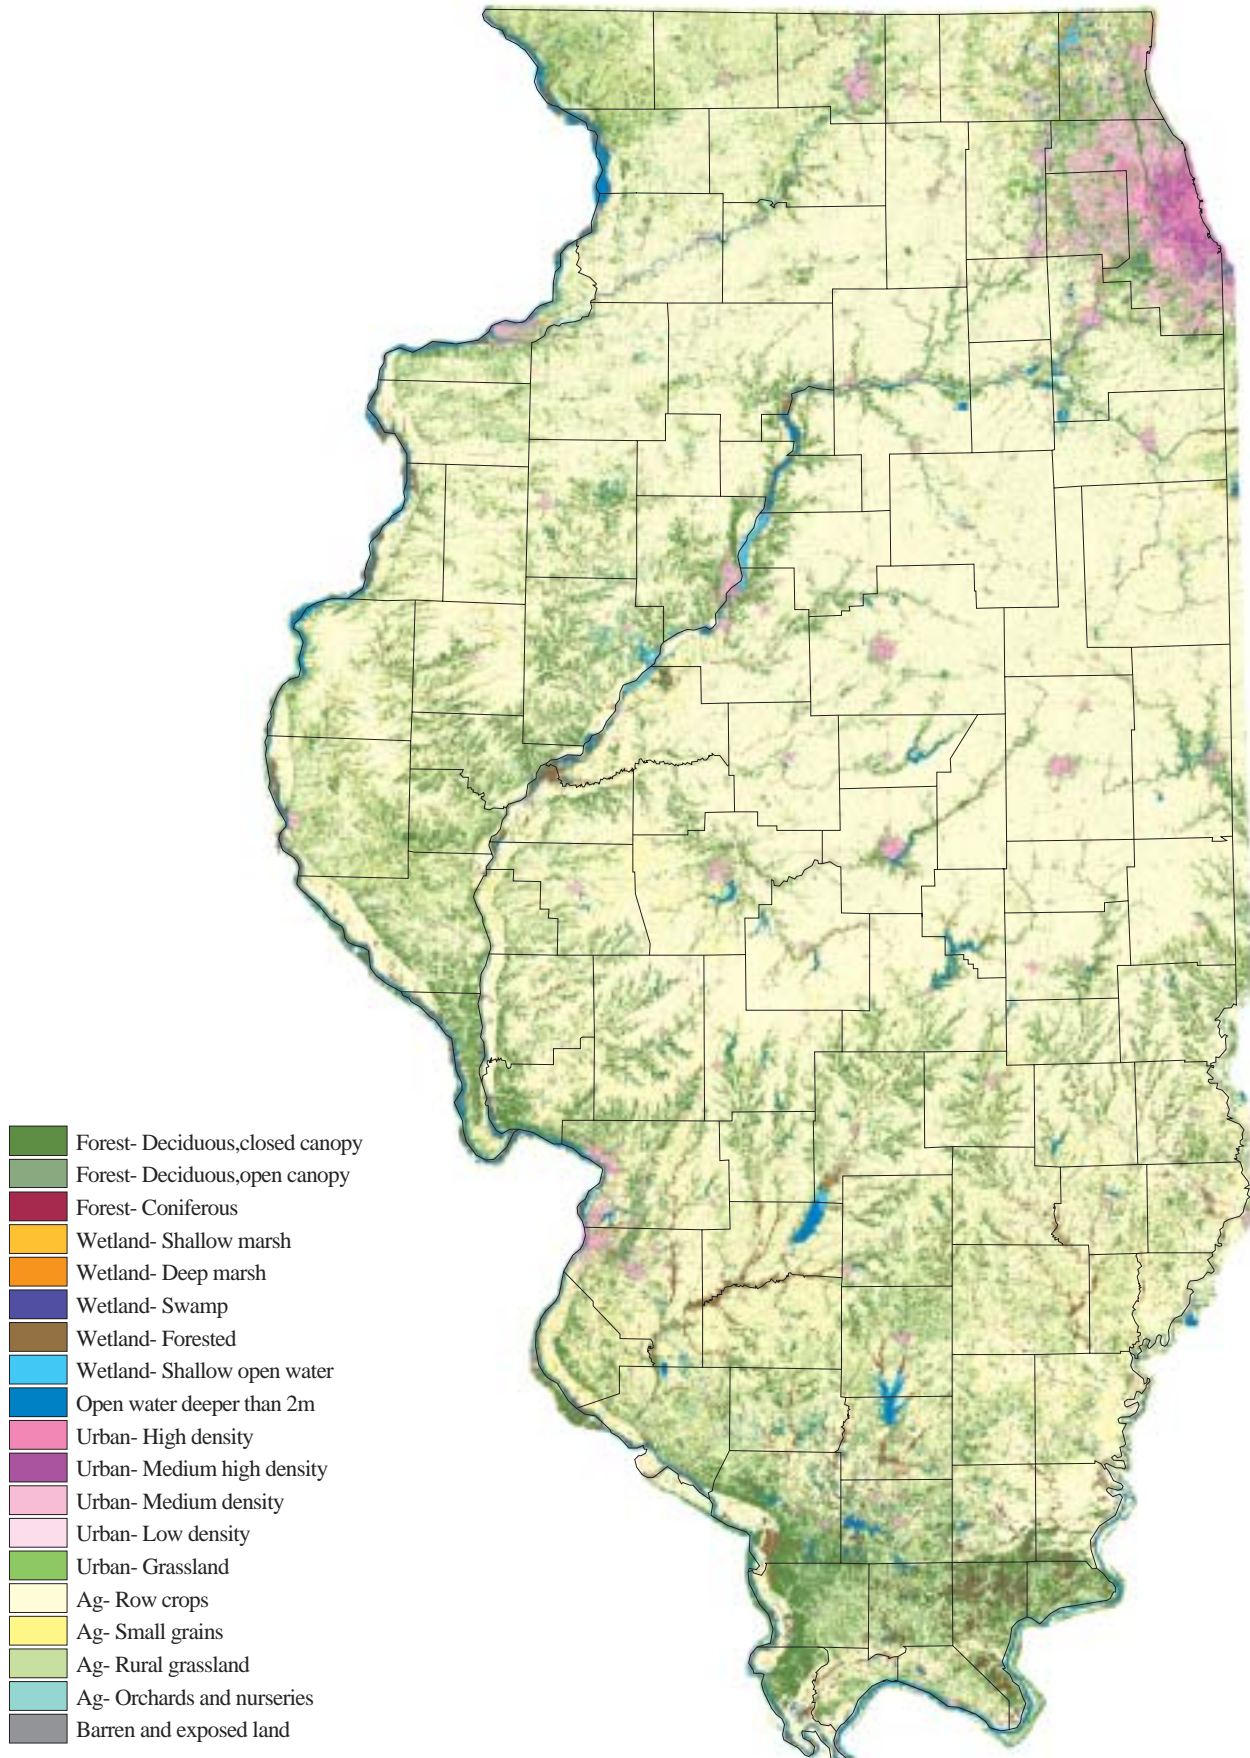 Forest- Deciduous,closed canopy
Forest- Deciduous,open canopy
Forest- Coniferous
Wetland- Shallow marsh
Wetland- Deep marsh
Wetland- Swamp
Wetland- Forested
Wetland- Shallow open water
Open water deeper than 2m
Urban- High density
Urban- Medium high density
Urban- Medium density
Urban- Low density
Urban- Grassland
Ag- Row crops
Ag- Small grains
Ag- Rural grassland
Ag- Orchards and nurseries
Barren and exposed land